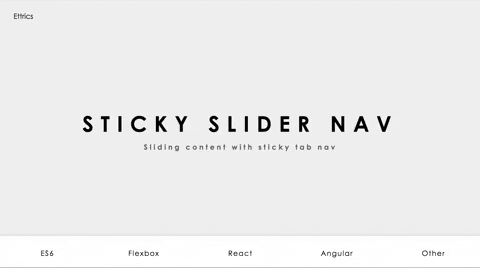 Ettrics
STICKY SLIDER NAV
Sliding content with sticky tab nav
ES6 Flexbox React Angular Other